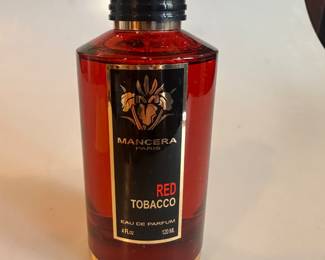 MANCERA
PARIS
RED
TOBACCO
EAU DE PARFUM
4 Fl.oz 120 ML